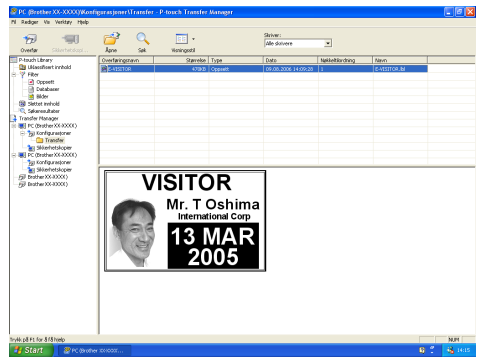 PC (Brother XX-XXXX)\Konfigurasjoner\Transfer - P-touch Transfer Manager
Fil Rediger Vis Verktøy Hjelp
Skriver:
Overfør Sikkerhetskop... Åpne Søk Visningsstil Alle skrivere
P-touch Library
Uklassifisert innhold
Filter
Oppsett
Databaser
Bilder
Slettet innhold
Søkeresultater
Transfer Manager
PC (Brother XX-XXXX)
Konfigurasjoner
Transfer
Sikkerhetskopier
PC (Brother XX-XXXX)
Konfigurasjoner
Sikkerhetskopier
Brother XX-XXXX)
Brother XX-XXXX)
Overføringsnavn Størrelse Type Dato Nøkkeltilordning Navn
E-VISITOR 479KB Oppsett 09.08.2006 14:09:28 1 E-VISITOR.lbl
VISITOR
Mr. T Oshima
International Corp
13 MAR
2005
Trykk på F1 for å få hjelp NUM
Start PC (Brother XX-XXXX... 14:15